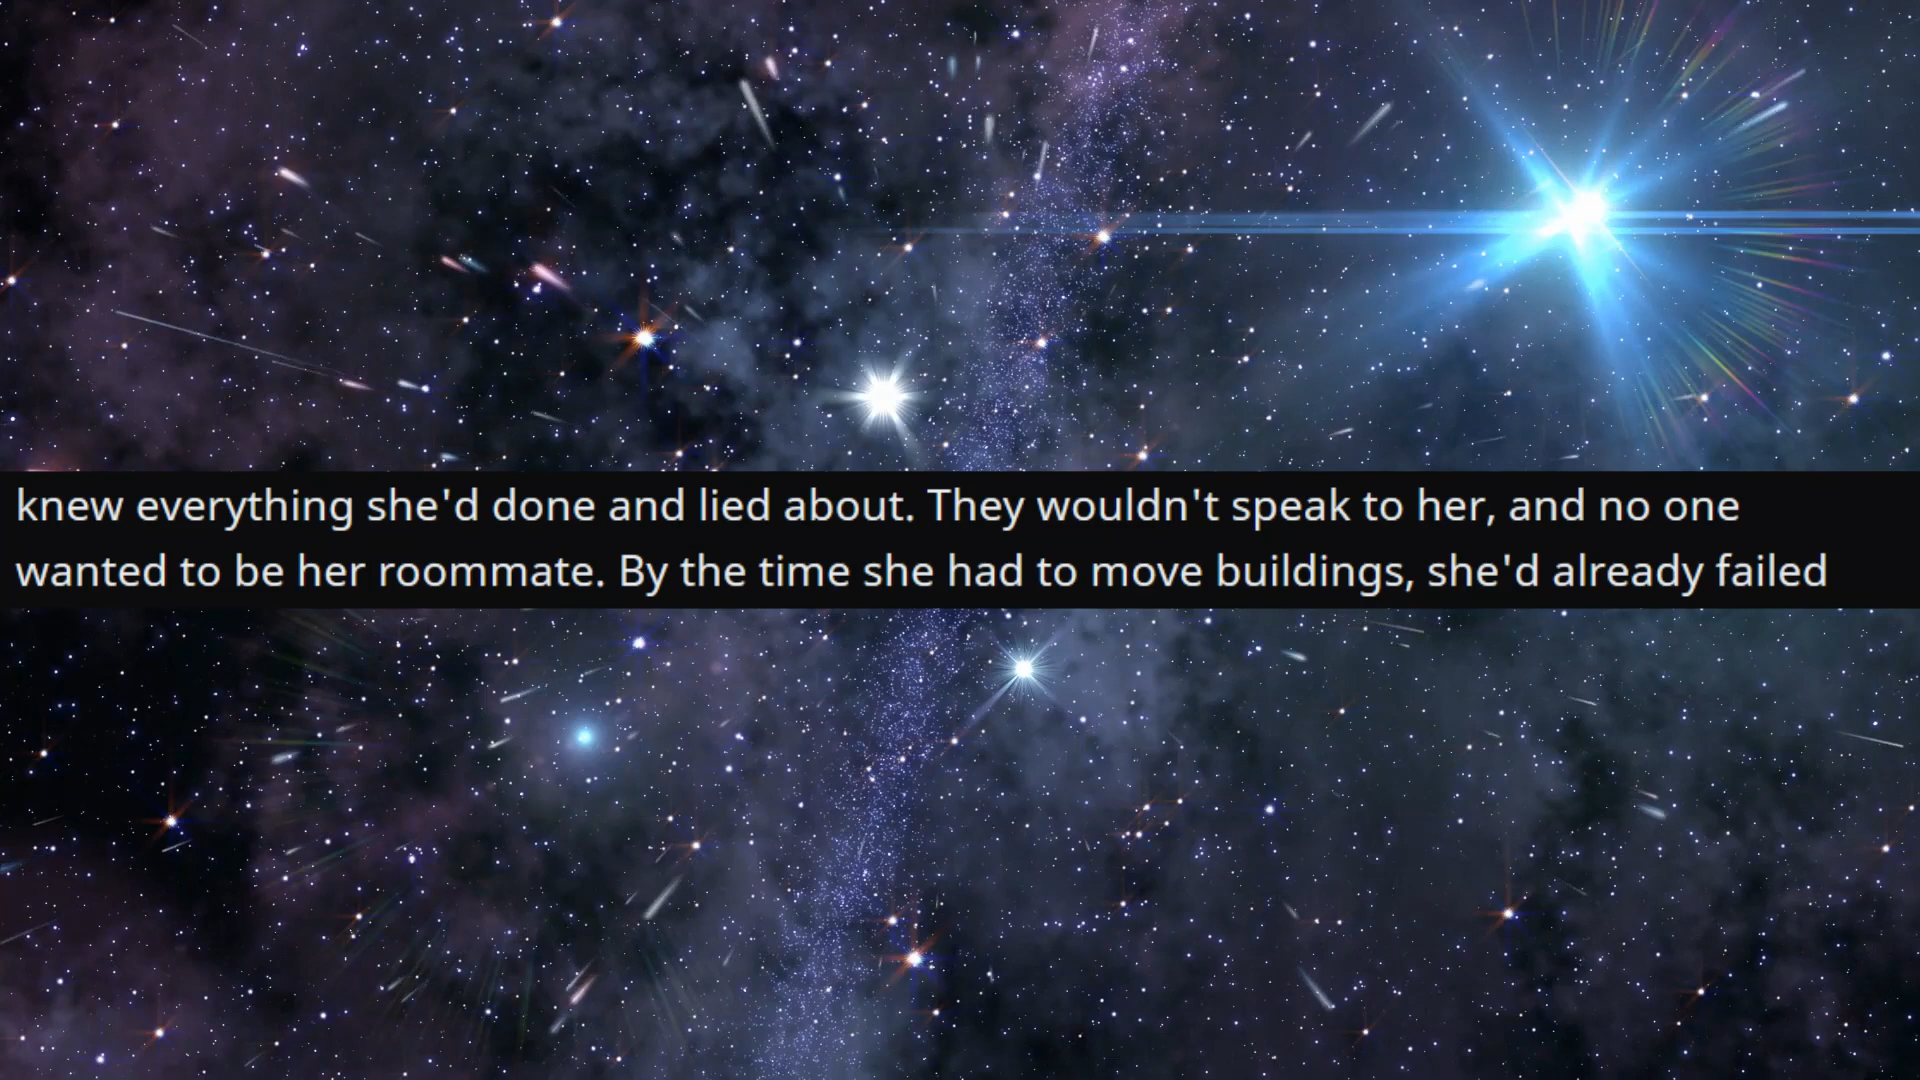 knew everything she'd done and lied about. They wouldn't speak to her, and no one
wanted to be her roommate. By the time she had to move buildings, she'd already failed